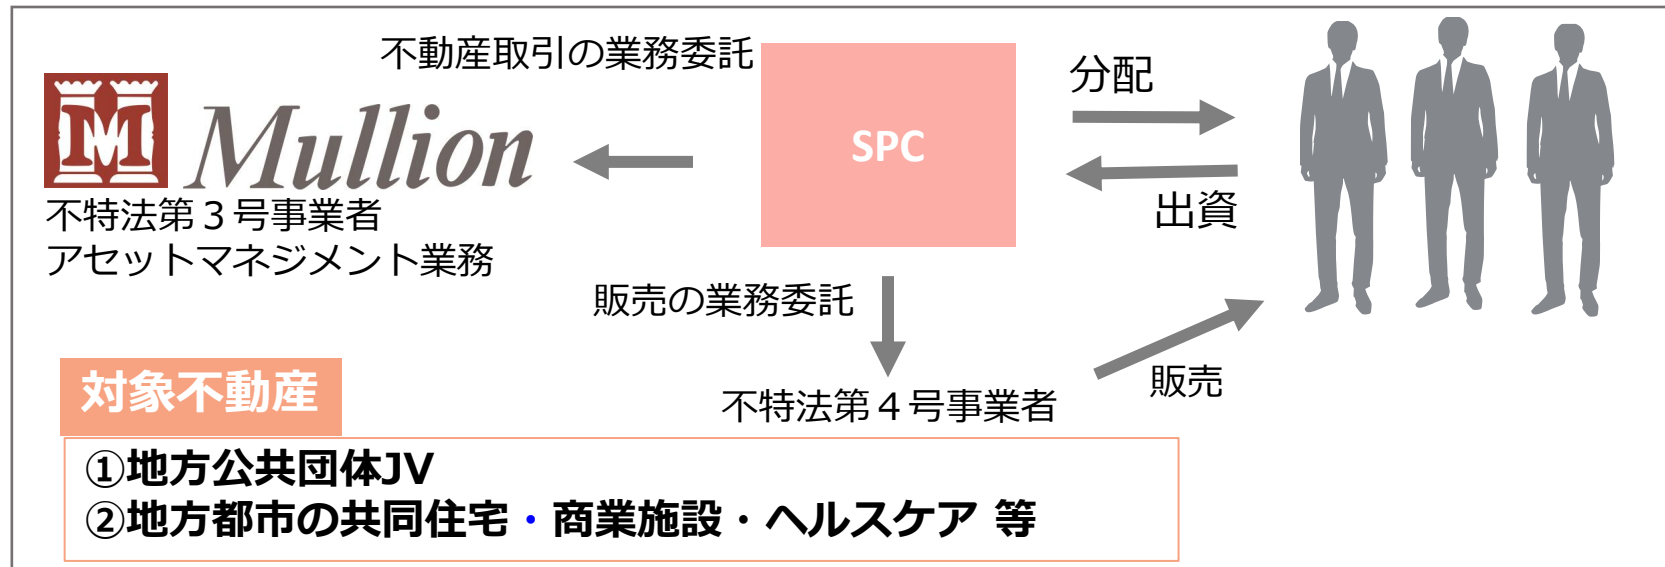 不動産取引の業務委託
SPC
分配
出資
M Mullion
不特法第３号事業者
アセットマネジメント業務
販売の業務委託
不特法第４号事業者
販売
対象不動産
①地方公共団体JV
②地方都市の共同住宅・商業施設・ヘルスケア 等